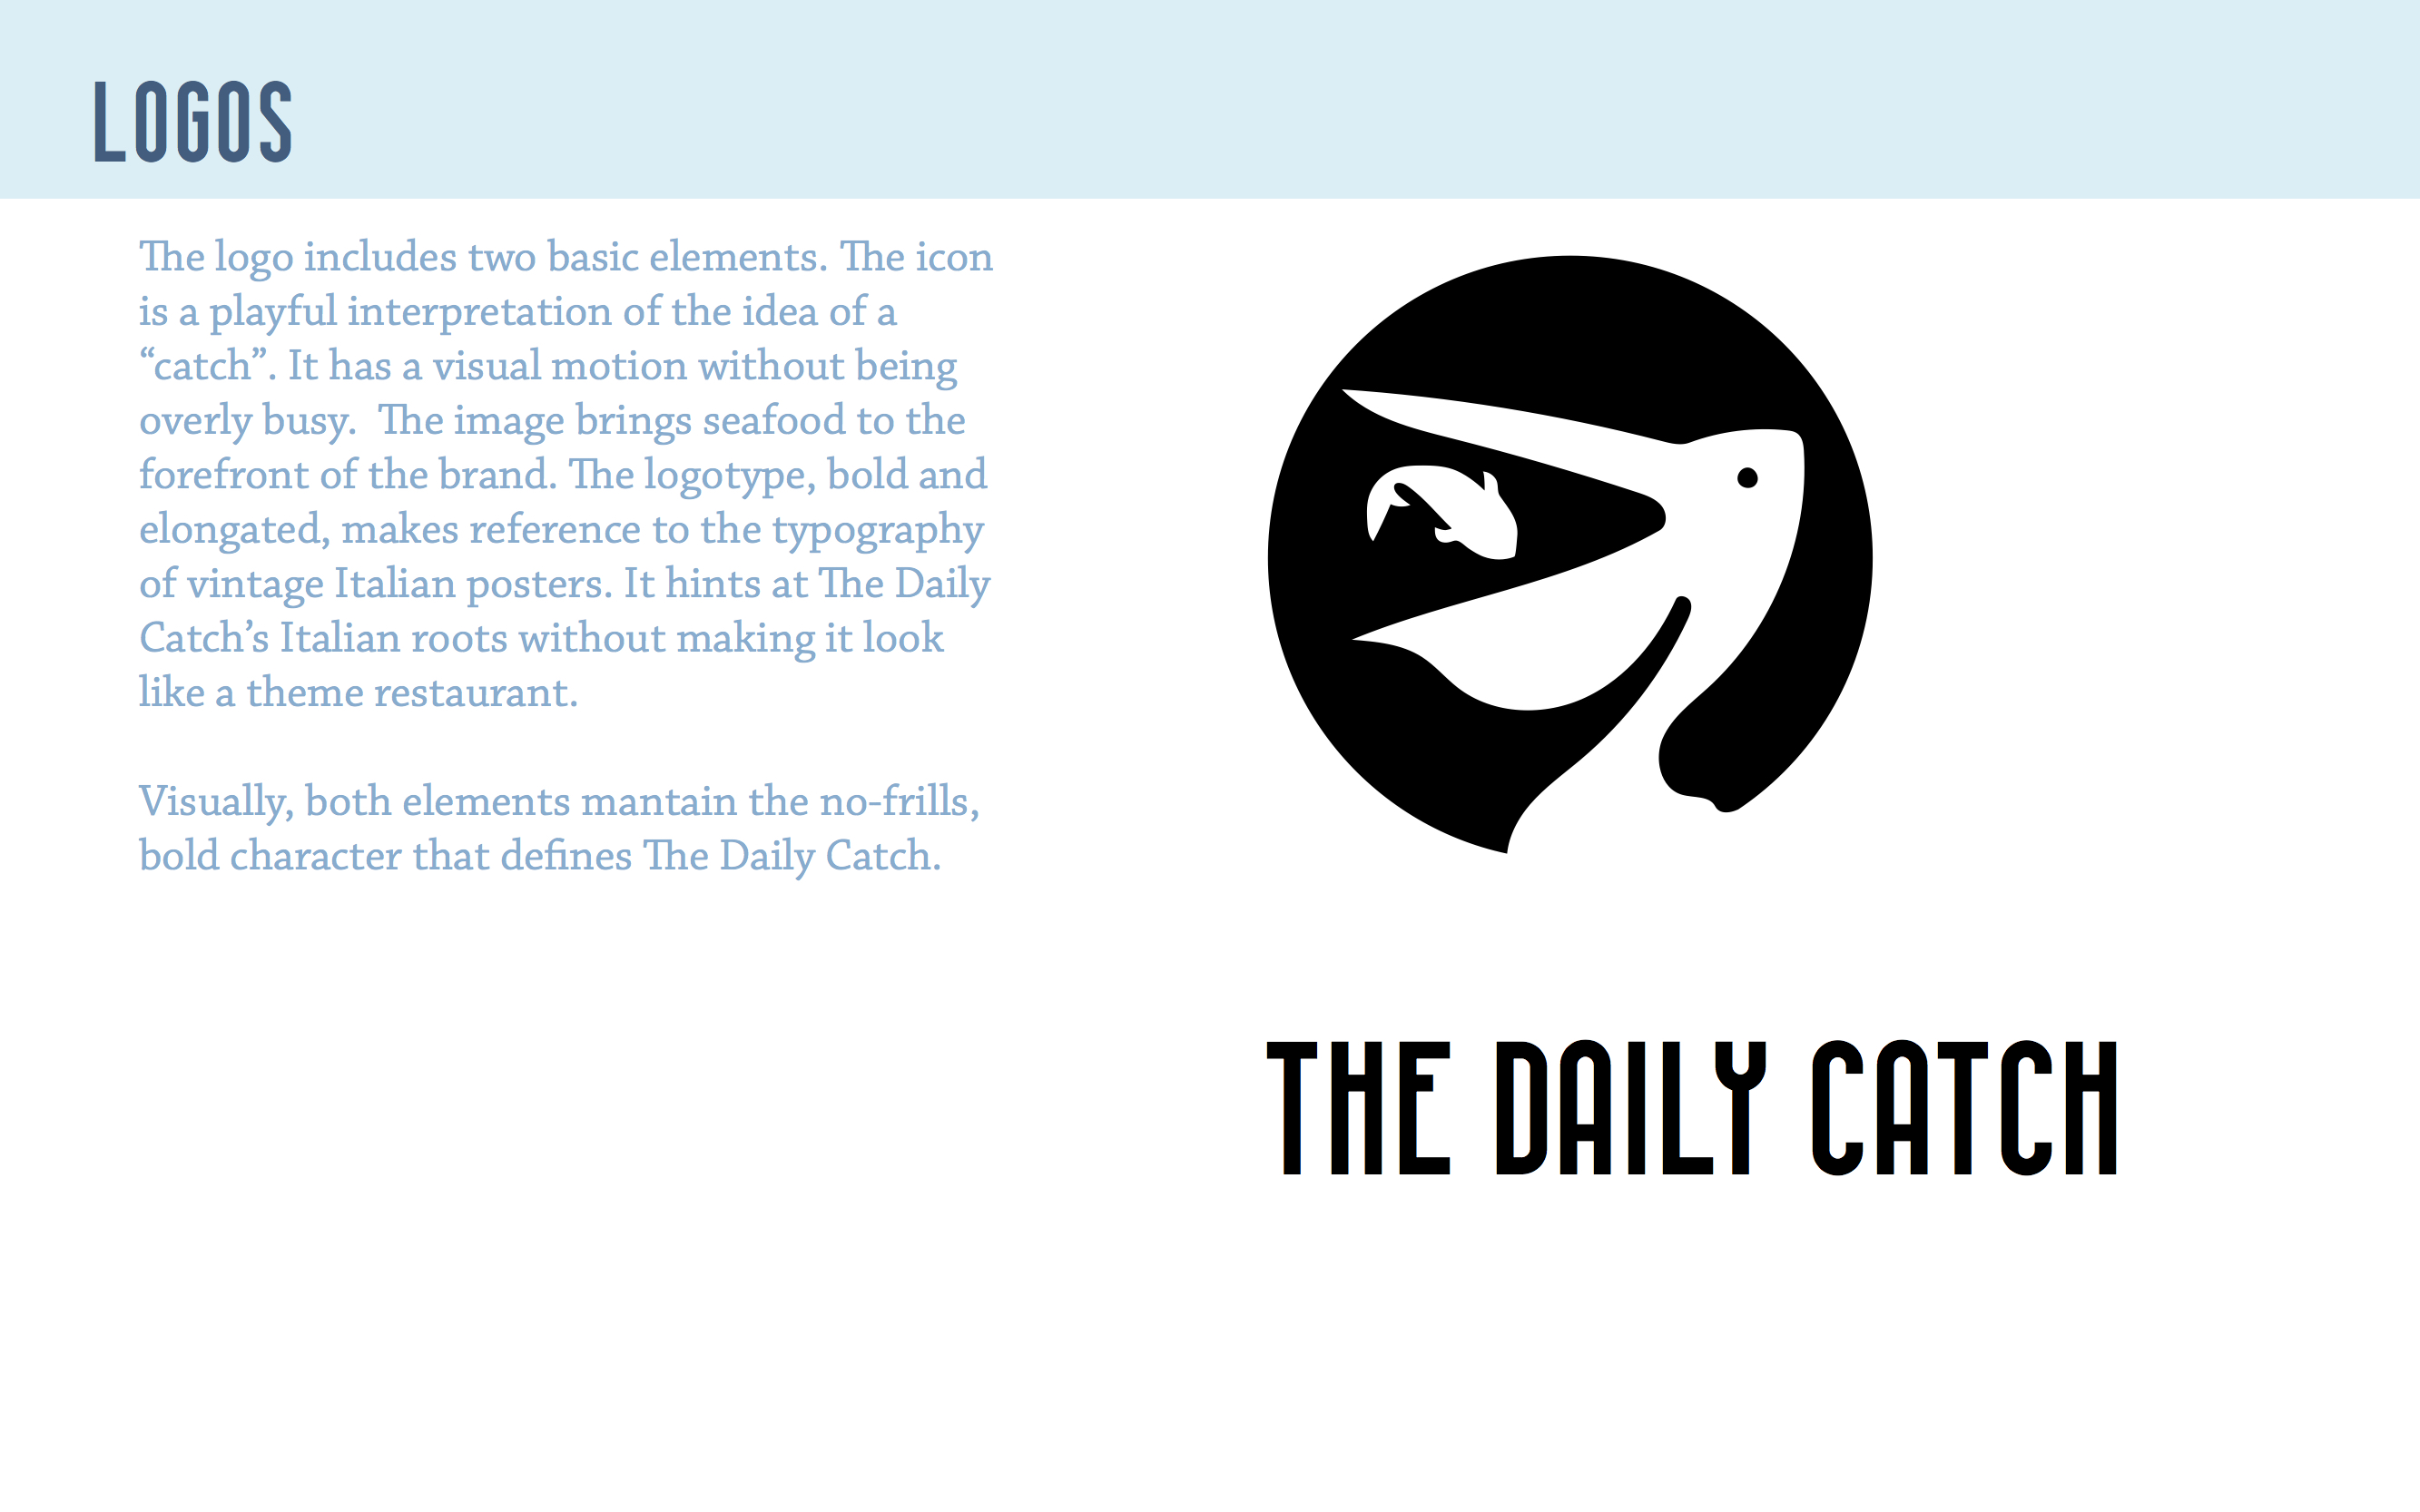 LOGOS
The logo includes two basic elements.  The icon
is a playful interpretation of the idea of a
“catch”. It has a visual motion without being
overly busy.  The image brings seafood to the
forefront of the brand. The logotype, bold and
elongated, makes reference to the typography
of vintage Italian posters. It hints at The Daily
Catch’s Italian roots without making it look
like a theme restaurant.
Visually, both elements mantain the no-frills,
bold character that defines The Daily Catch.
THE DAILY CATCH